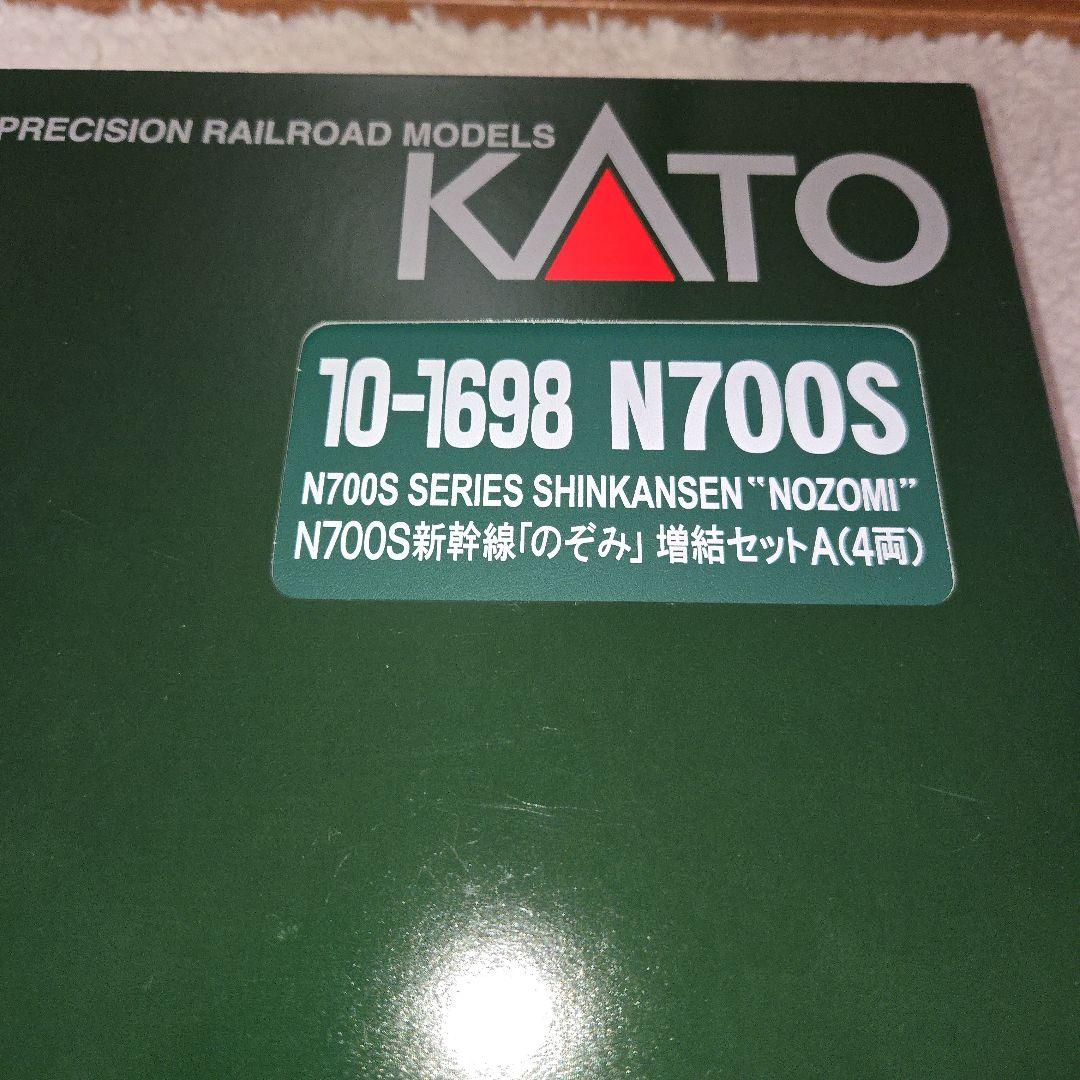 PRECISION RAILROAD MODELS
KATO
10-1698 N700S
N700S SERIES SHINKANSEN "NOZOMI"
N700S新幹線「のぞみ」 増結セットA(4両)